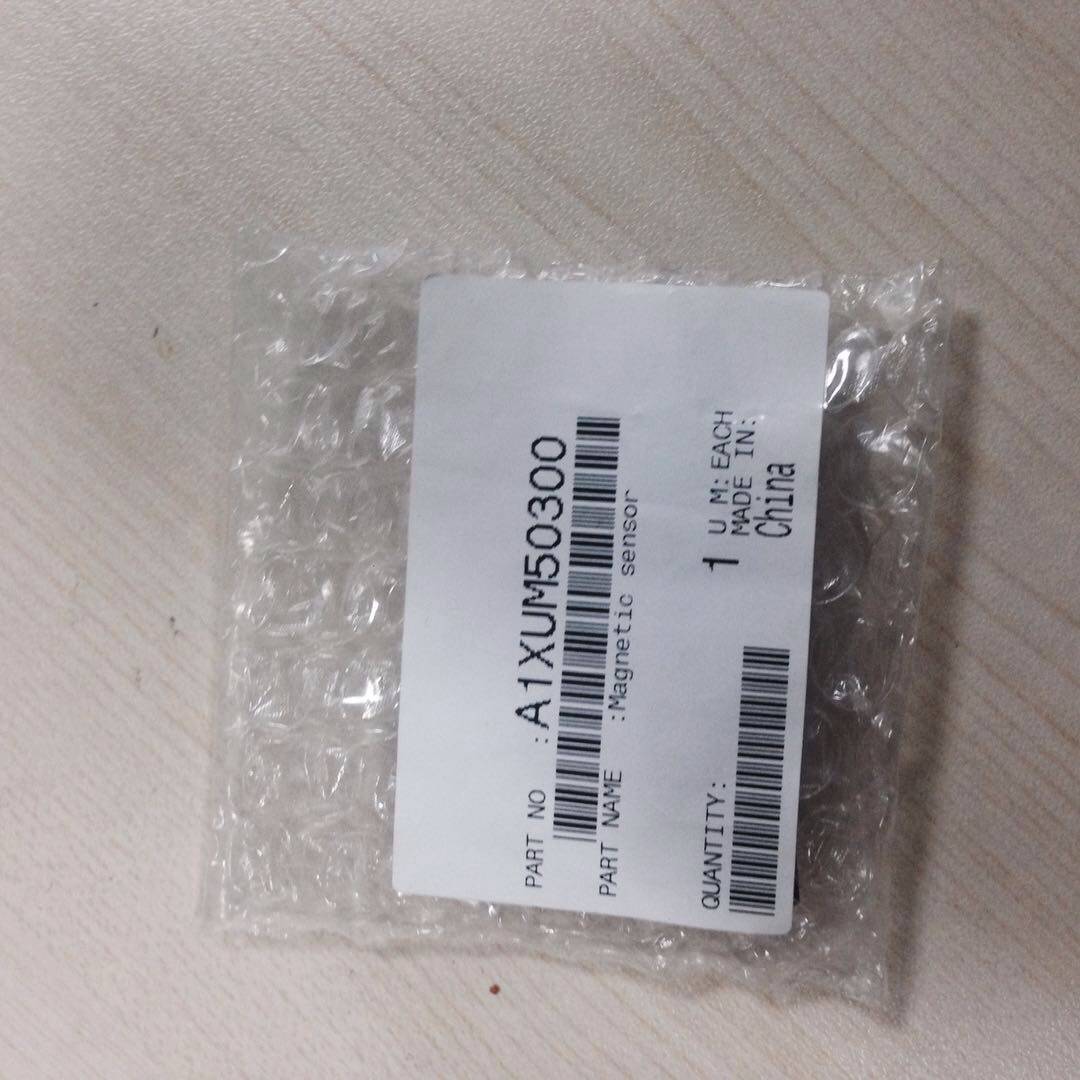 PART NO :A1XUM50300
PART NAME :Magnetic sensor
QUANTITY: 1 U M:EACH
MADE IN:
China